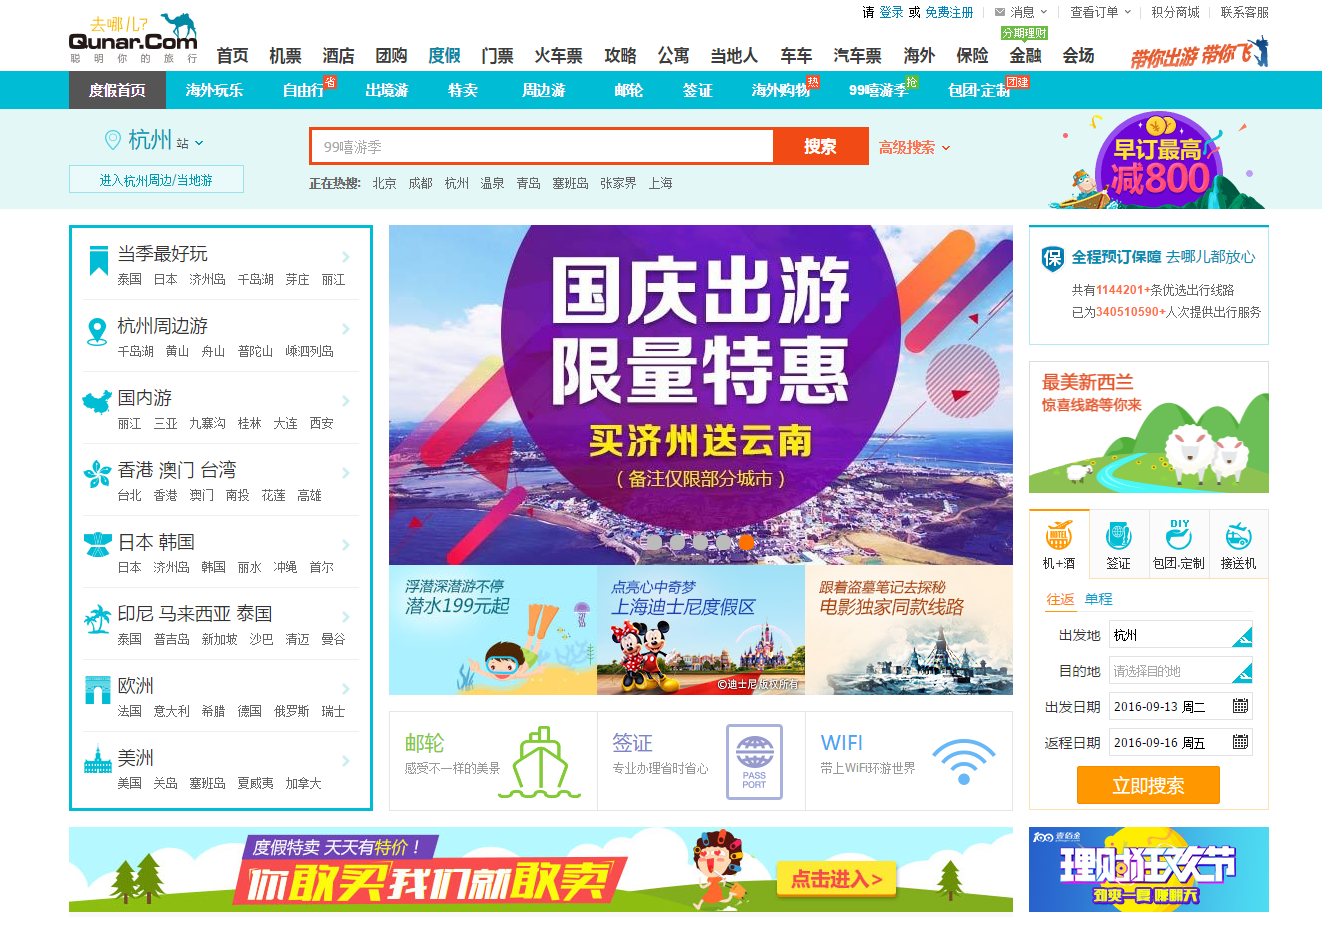 请 登录 或 免费注册 消息 查看订单 积分商城 联系客服
去哪儿?
Qunar.Com
聪明你的旅行
分期理财
首页 机票 酒店 团购 度假 门票 火车票 攻略 公寓 当地人 车车 汽车票 海外 保险 金融 会场
带你出游 带你飞
省 热 抢 团建
度假首页 海外玩乐 自由行 出境游 特卖 周边游 邮轮 签证 海外购物 99嘻游季 包团·定制
杭州 站
进入杭州周边/当地游
99嘻游季 搜索 高级搜索
正在热搜: 北京 成都 杭州 温泉 青岛 塞班岛 张家界 上海
早订最高
减800
当季最好玩
泰国 日本 济州岛 千岛湖 芽庄 丽江
杭州周边游
千岛湖 黄山 舟山 普陀山 嵊泗列岛
国内游
丽江 三亚 九寨沟 桂林 大连 西安
香港 澳门 台湾
台北 香港 澳门 南投 花莲 高雄
日本 韩国
日本 济州岛 韩国 丽水 冲绳 首尔
印尼 马来西亚 泰国
泰国 普吉岛 新加坡 沙巴 清迈 曼谷
欧洲
法国 意大利 希腊 德国 俄罗斯 瑞士
美洲
美国 关岛 塞班岛 夏威夷 加拿大
国庆出游
限量特惠
买济州送云南
(备注仅限部分城市)
浮潜深潜游不停
潜水199元起
点亮心中奇梦
上海迪士尼度假区
©迪士尼版权所有
跟着盗墓笔记去探秘
电影独家同款线路
邮轮
感受不一样的美景
签证
专业办理省时省心
PASS
PORT
WIFI
带上WiFi环游世界
保 全程预订保障 去哪儿都放心
共有1144201+条优选出行线路
已为340510590+人次提供出行服务
最美新西兰
惊喜线路等你来
HOTEL DIY
机+酒 签证 包团·定制 接送机
往返 单程
出发地 杭州
目的地 请选择目的地
出发日期 2016-09-13 周二
返程日期 2016-09-16 周五
立即搜索
度假特卖 天天有特价!
你敢买我们就敢卖
点击进入>
100 壹佰金
理财狂欢节
劲爽一夏 赚翻天